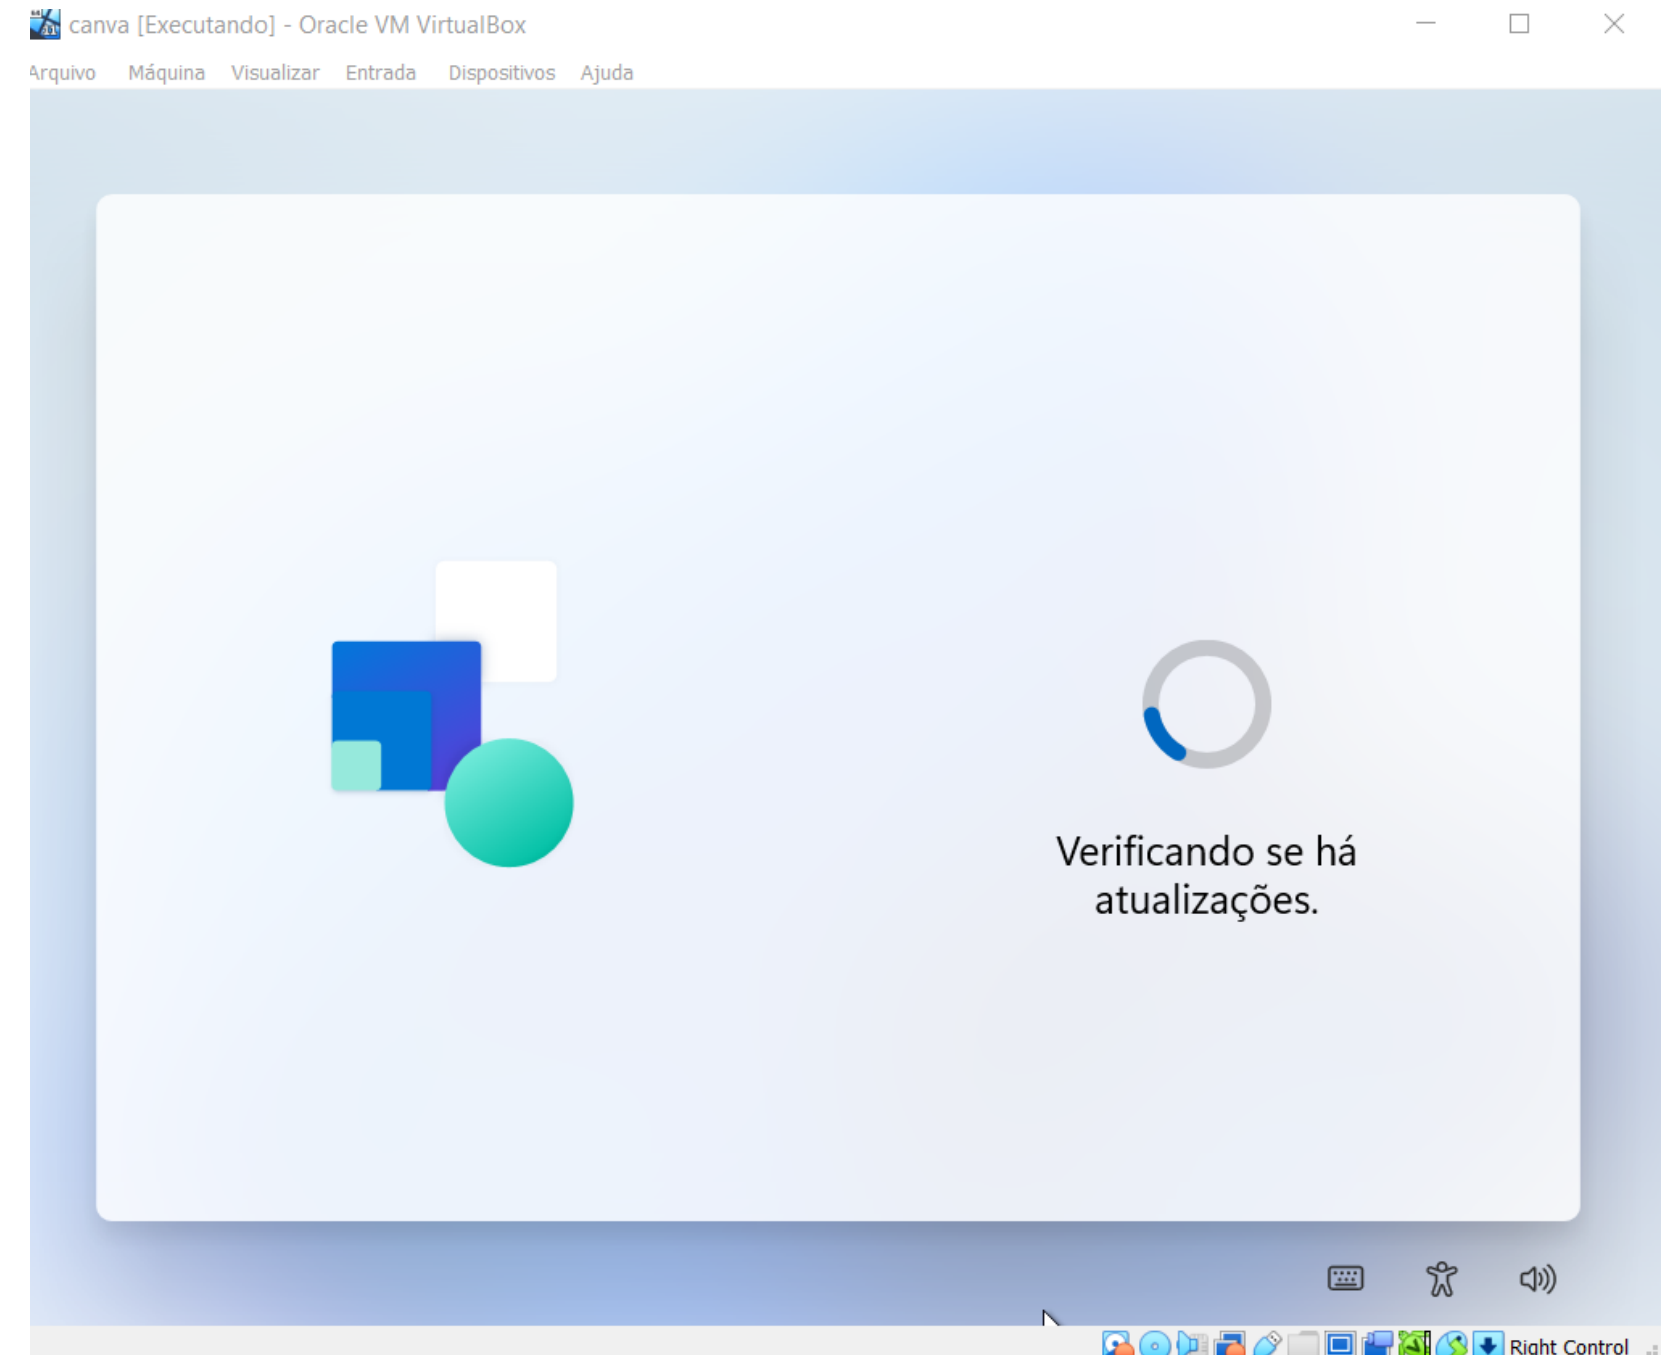 canva [Executando] - Oracle VM VirtualBox
Arquivo Máquina Visualizar Entrada Dispositivos Ajuda
Verificando se há
atualizações.
Right Control